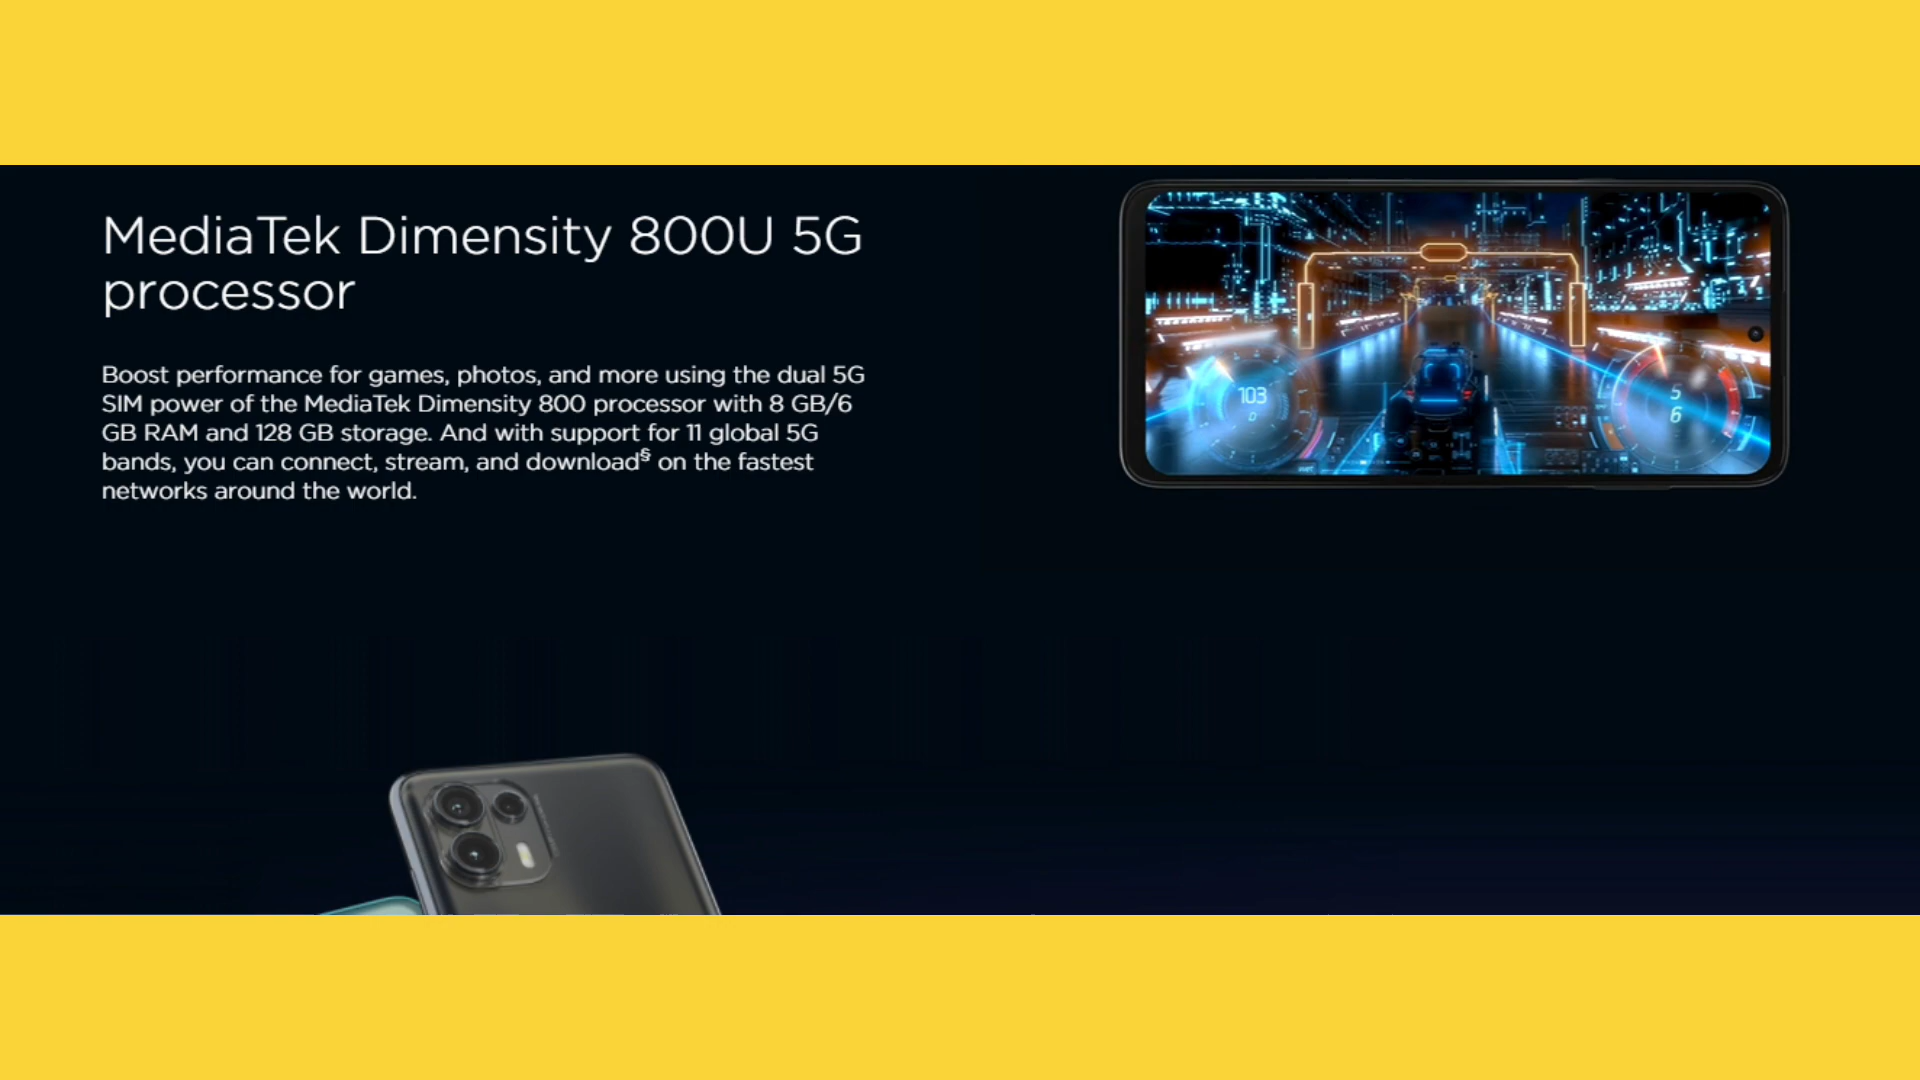 MediaTek Dimensity 800U 5G
processor
Boost performance for games, photos, and more using the dual 5G
SIM power of the MediaTek Dimensity 800 processor with 8 GB/6
GB RAM and 128 GB storage. And with support for 11 global 5G
bands, you can connect, stream, and download§ on the fastest
networks around the world.
103
5
6